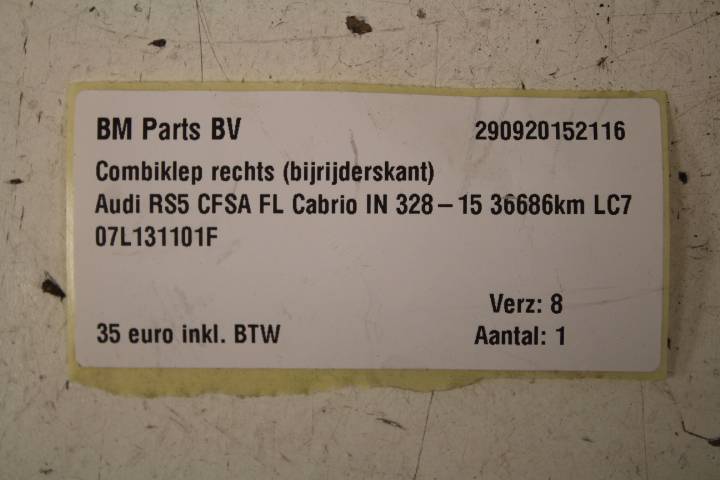 BM Parts BV 290920152116
Combiklep rechts (bijrijderskant)
Audi RS5 CFSA FL Cabrio IN 328-15 36686km LC7
07L131101F
Verz: 8
35 euro inkl. BTW Aantal: 1